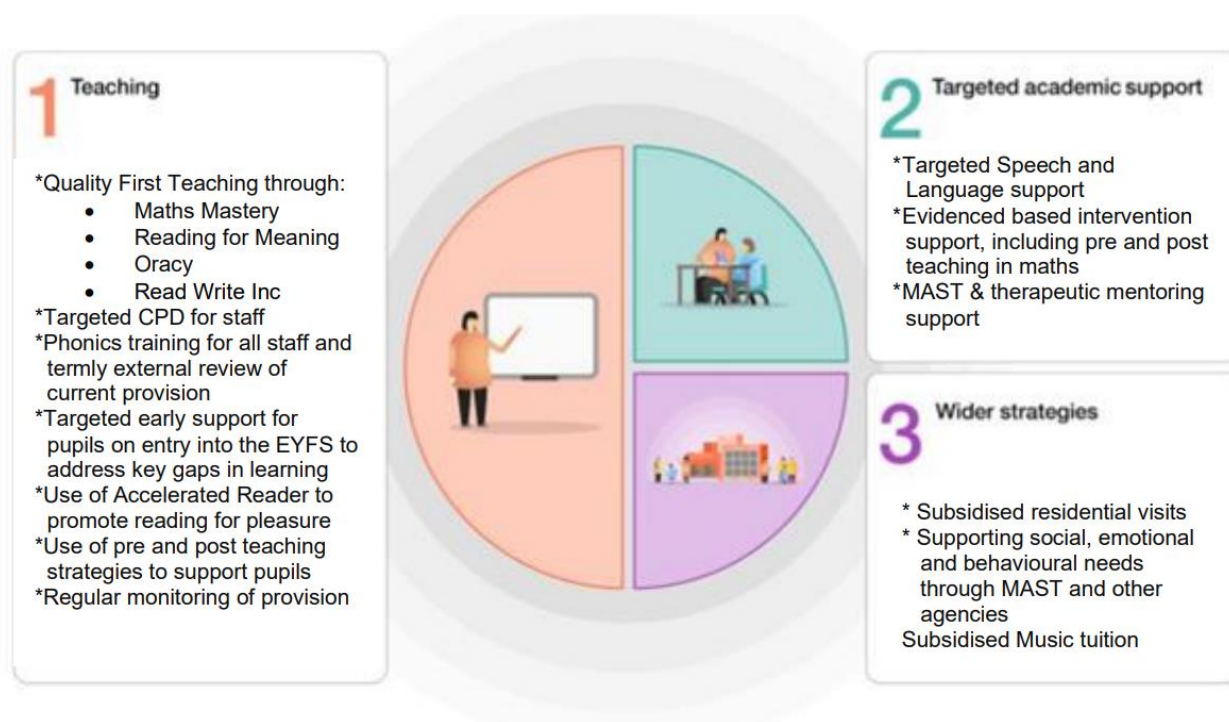 1 Teaching
*Quality First Teaching through:
• Maths Mastery
• Reading for Meaning
• Oracy
• Read Write Inc
*Targeted CPD for staff
*Phonics training for all staff and
termly external review of
current provision
*Targeted early support for
pupils on entry into the EYFS to
address key gaps in learning
*Use of Accelerated Reader to
promote reading for pleasure
*Use of pre and post teaching
strategies to support pupils
*Regular monitoring of provision
2 Targeted academic support
*Targeted Speech and
Language support
*Evidenced based intervention
support, including pre and post
teaching in maths
*MAST & therapeutic mentoring
support
3 Wider strategies
* Subsidised residential visits
* Supporting social, emotional
and behavioural needs
through MAST and other
agencies
Subsidised Music tuition